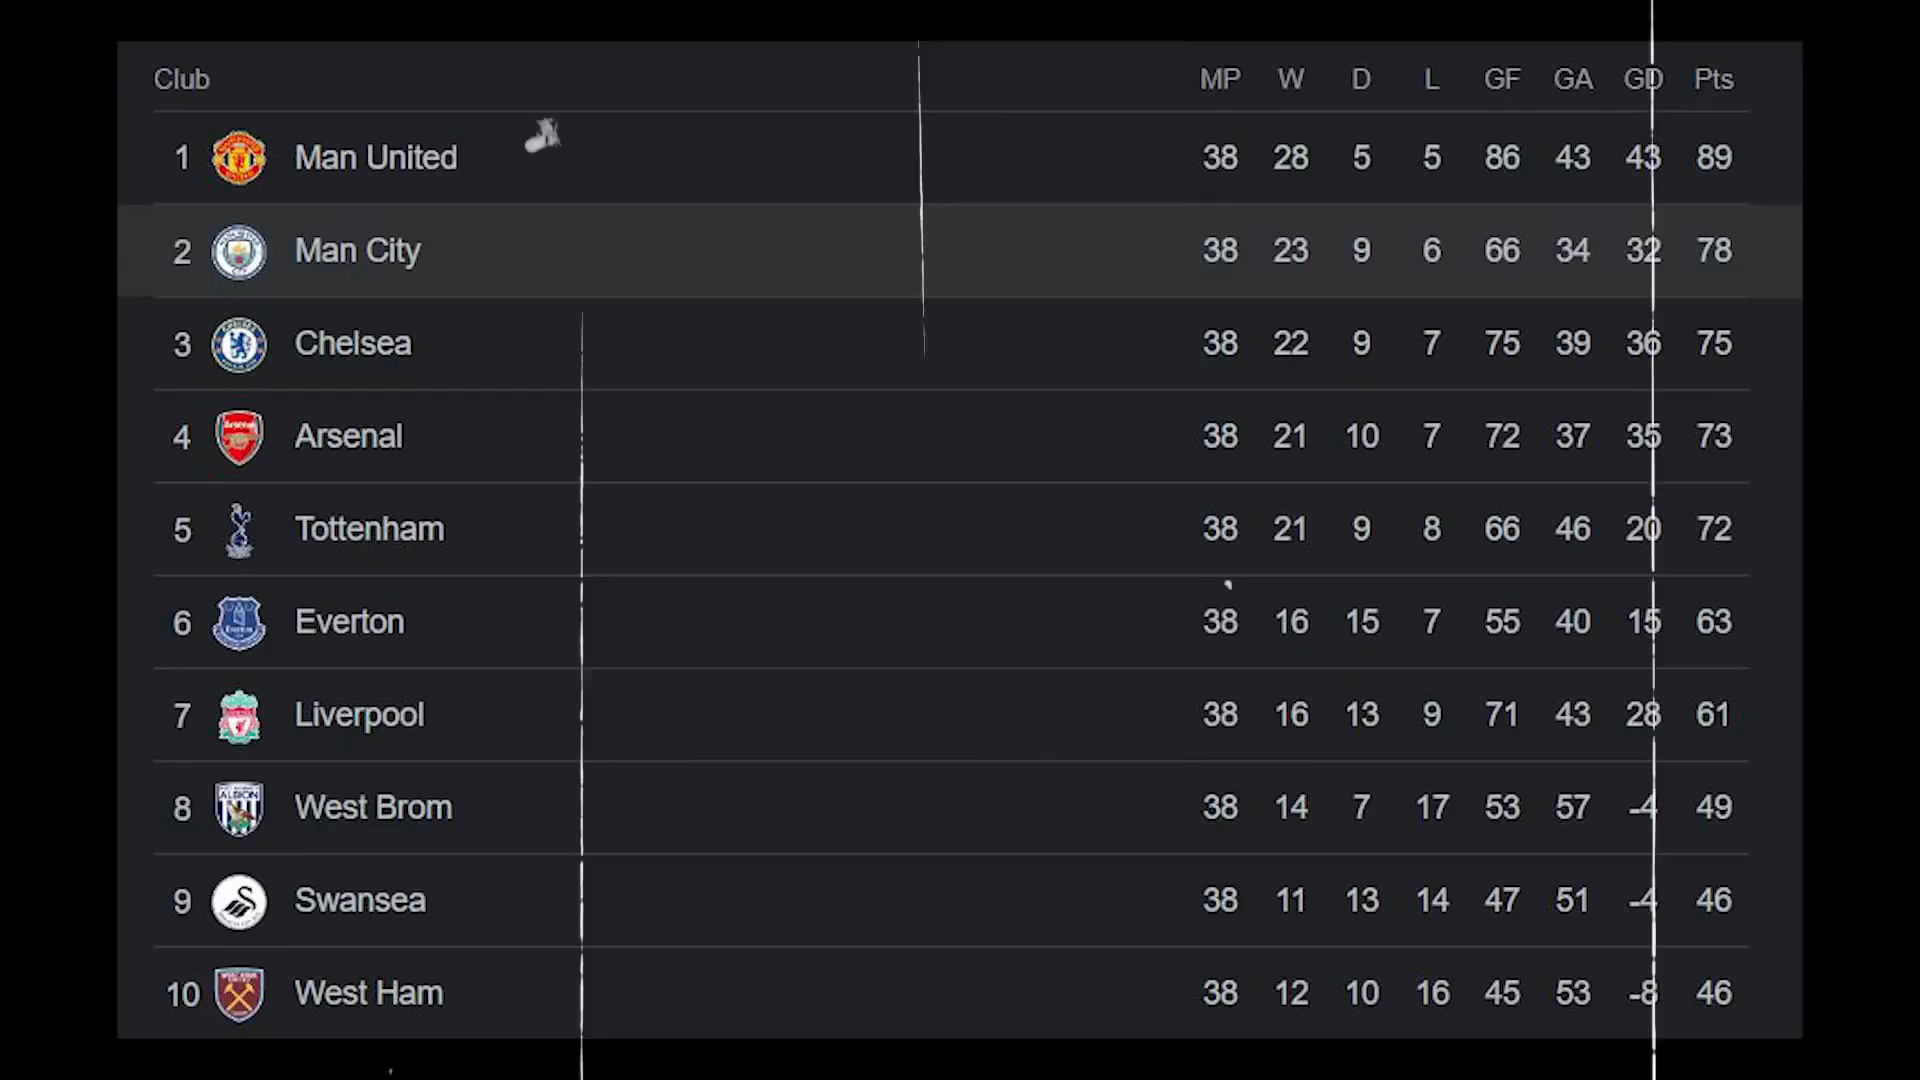 Club MP W D L GF GA GD Pts
1 Man United 38 28 5 5 86 43 43 89
2 Man City 38 23 9 6 66 34 32 78
3 Chelsea 38 22 9 7 75 39 36 75
4 Arsenal 38 21 10 7 72 37 35 73
5 Tottenham 38 21 9 8 66 46 20 72
6 Everton 38 16 15 7 55 40 15 63
7 Liverpool 38 16 13 9 71 43 28 61
8 West Brom 38 14 7 17 53 57 -4 49
9 Swansea 38 11 13 14 47 51 -4 46
10 West Ham 38 12 10 16 45 53 -8 46